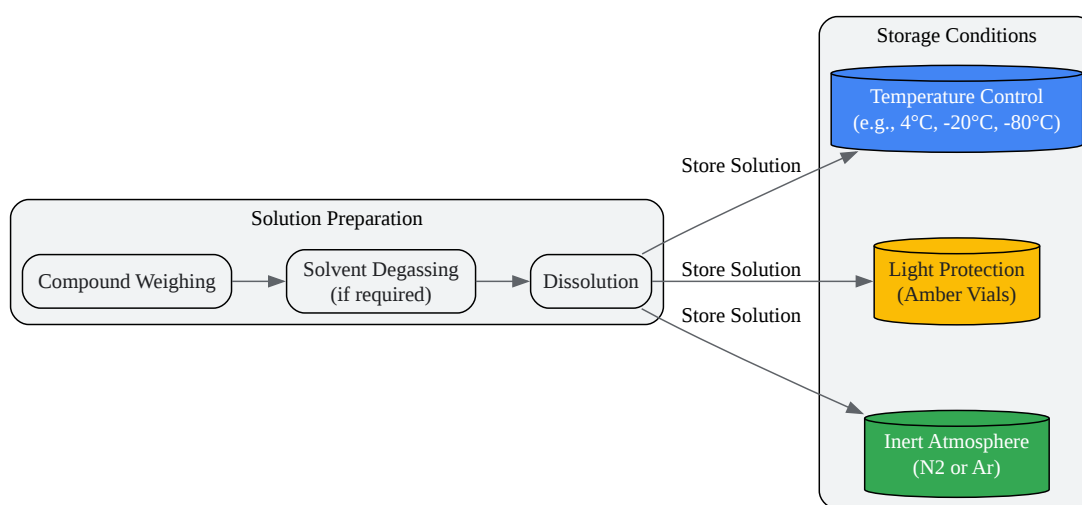 Storage Conditions
Temperature Control
(e.g., 4°C, -20°C, -80°C)
Store Solution
Solution Preparation
Compound Weighing
Solvent Degassing
(if required)
Dissolution
Store Solution
Light Protection
(Amber Vials)
Store Solution
Inert Atmosphere
(N2 or Ar)